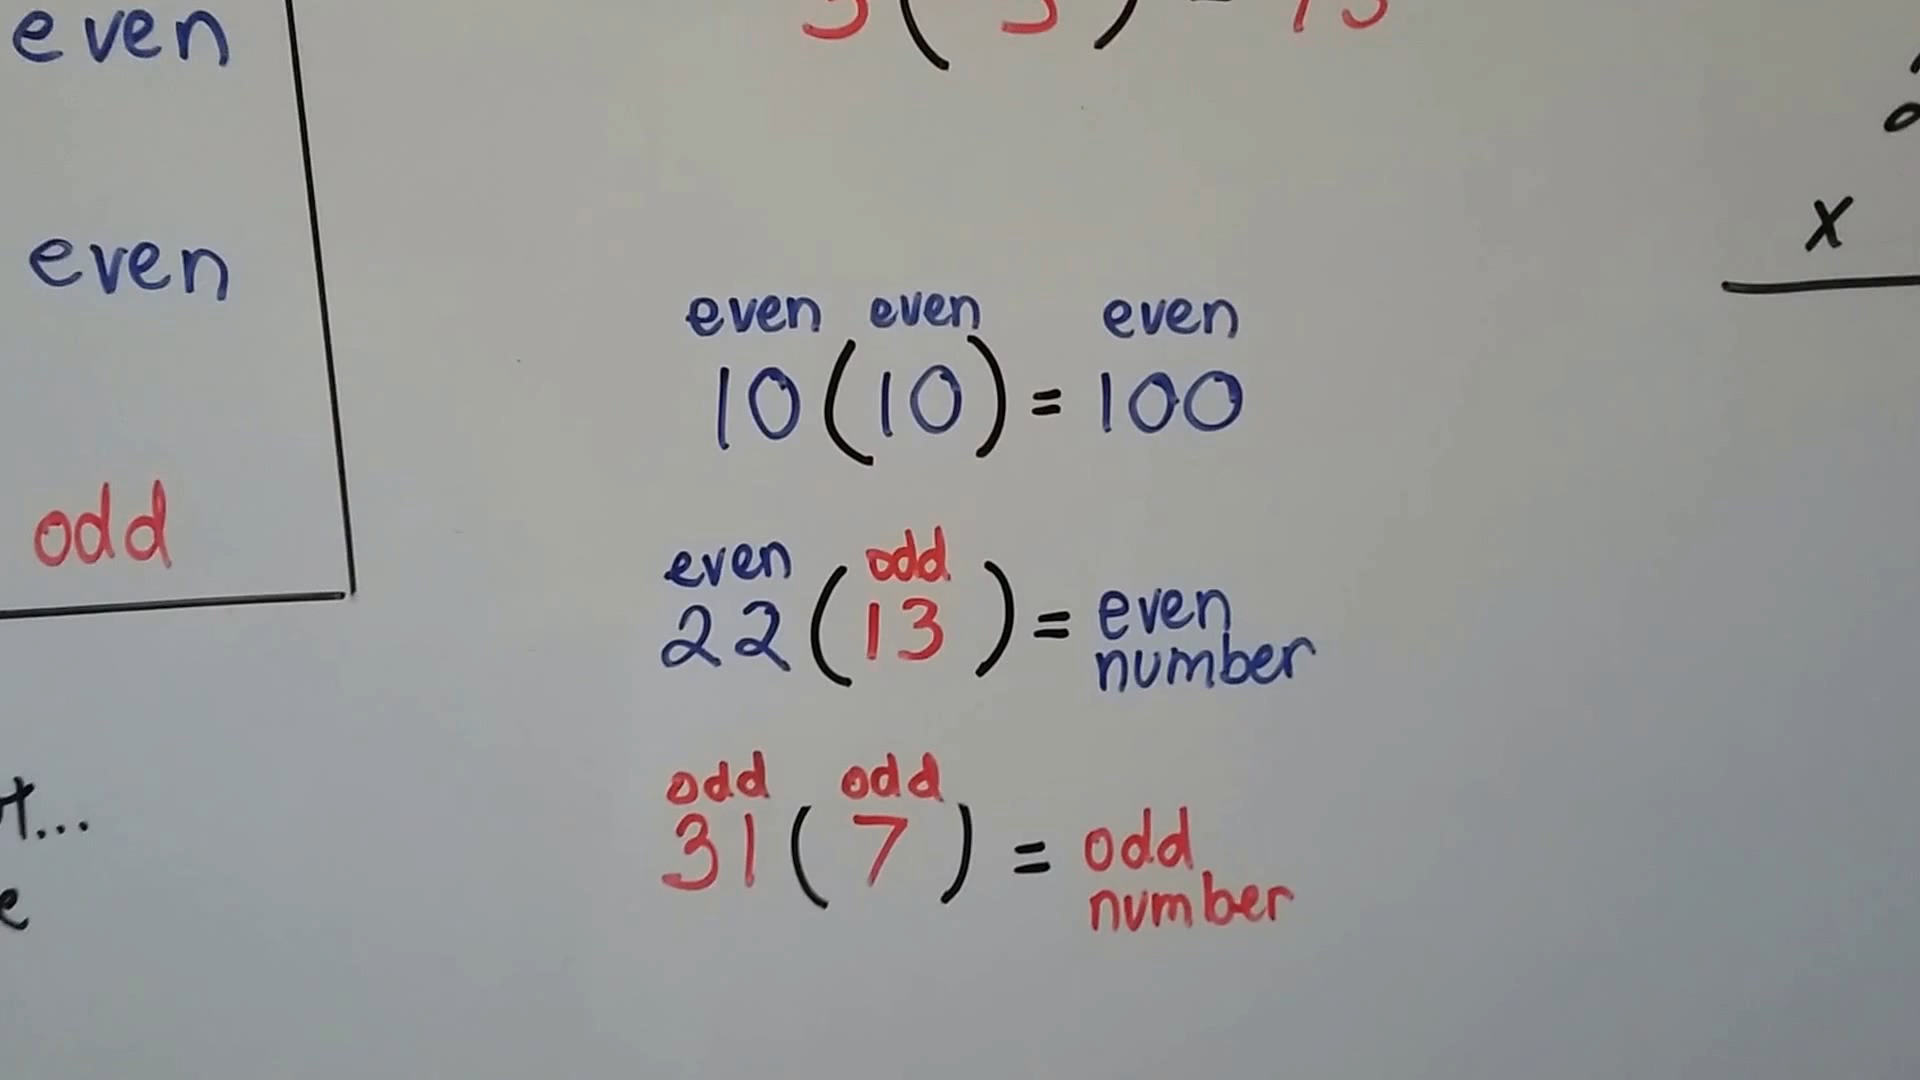 even
even
odd
even even even
10(10) = 100
even odd
22(13) = even
number
odd odd
31(7) = odd
number
x